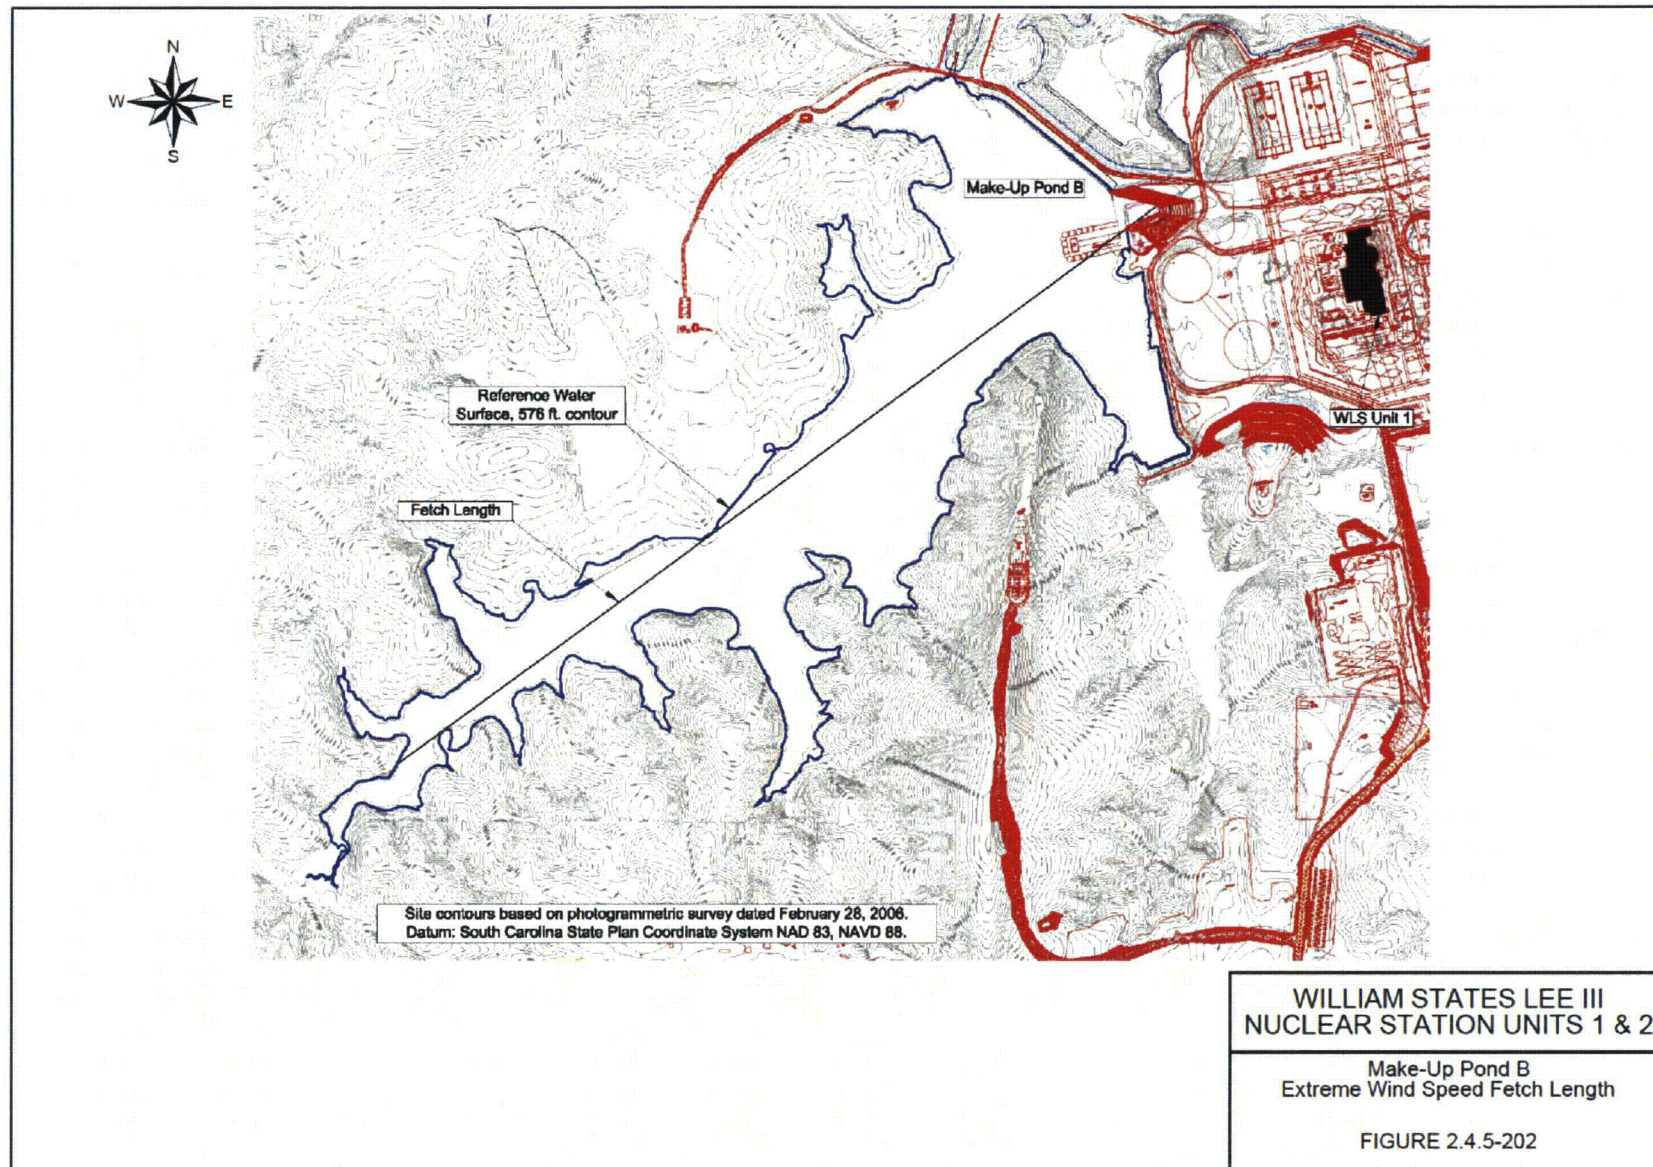 N
W
E
S
Make-Up Pond B
Reference Water
Surface, 576 ft. contour
WLS Unit 1
Fetch Length
Site contours based on photogrammetric survey dated February 28, 2006.
Datum: South Carolina State Plan Coordinate System NAD 83, NAVD 88.
WILLIAM STATES LEE III
NUCLEAR STATION UNITS 1 & 2
Make-Up Pond B
Extreme Wind Speed Fetch Length
FIGURE 2.4.5-202